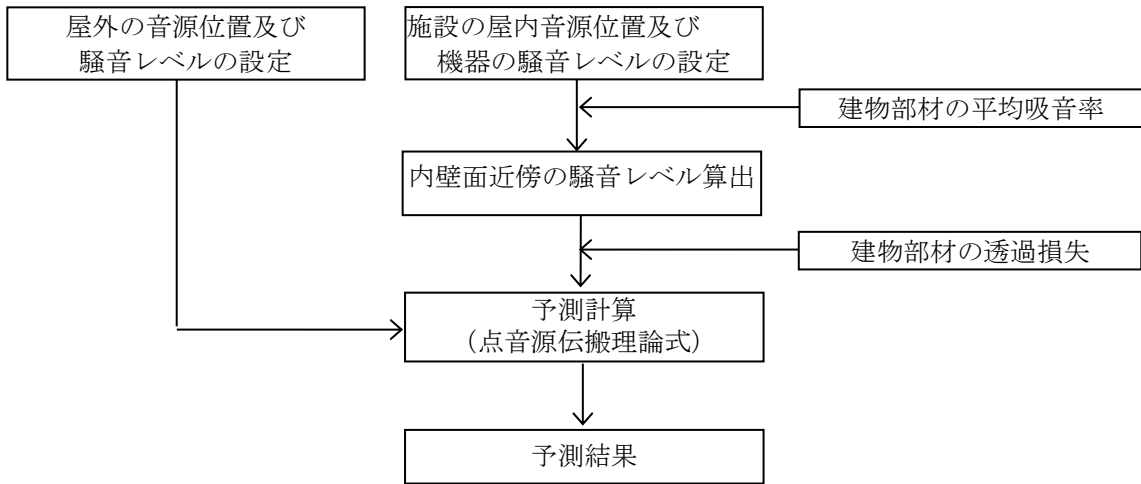 屋外の音源位置及び
騒音レベルの設定
施設の屋内音源位置及び
機器の騒音レベルの設定
建物部材の平均吸音率
内壁面近傍の騒音レベル算出
建物部材の透過損失
予測計算
（点音源伝搬理論式）
予測結果